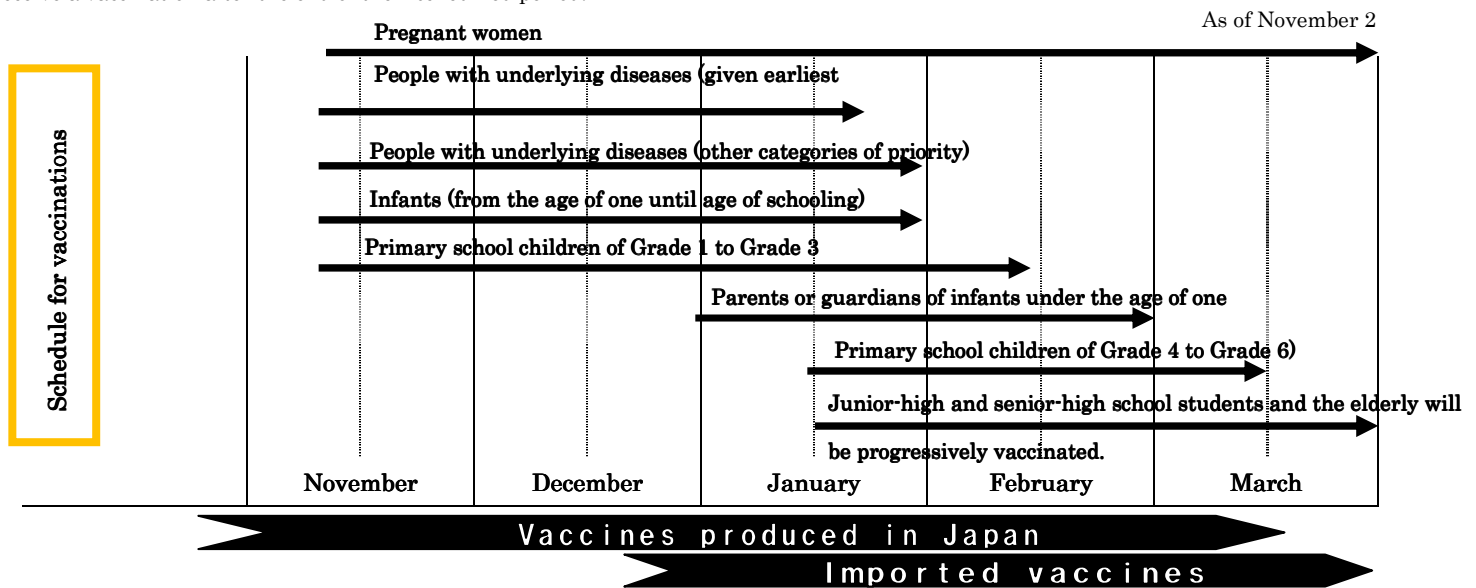 As of November 2
Pregnant women
People with underlying diseases (given earliest
People with underlying diseases (other categories of priority)
Infants (from the age of one until age of schooling)
Primary school children of Grade 1 to Grade 3
Parents or guardians of infants under the age of one
Primary school children of Grade 4 to Grade 6)
Junior-high and senior-high school students and the elderly will
be progressively vaccinated.
Schedule for vaccinations
November December January February March
Vaccines produced in Japan
Imported vaccines